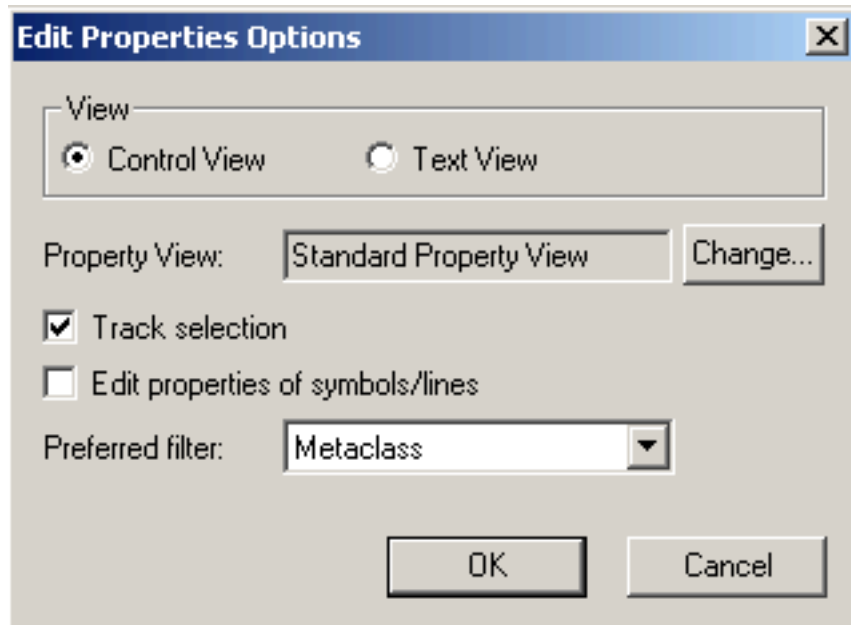 Edit Properties Options
View
Control View Text View
Property View: Standard Property View Change...
Track selection
Edit properties of symbols/lines
Preferred filter: Metaclass
OK Cancel